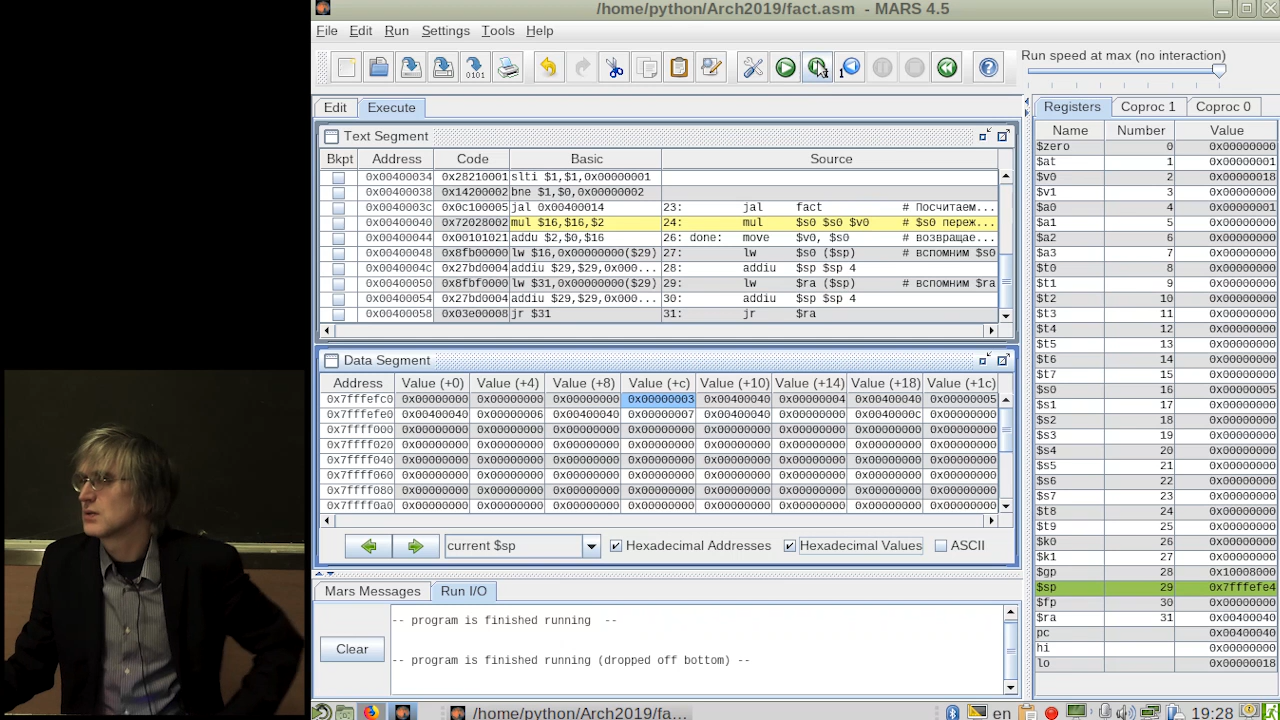 /home/python/Arch2019/fact.asm - MARS 4.5
File Edit Run Settings Tools Help
Run speed at max (no interaction)
Edit Execute
Registers Coproc 1 Coproc 0
Text Segment
Bkpt Address Code Basic Source
0x00400034 0x28210001 slti $1,$1,0x00000001
0x00400038 0x14200002 bne $1,$0,0x00000002
0x0040003c 0x0c100005 jal 0x00400014 23: jal fact # Посчитаем...
0x00400040 0x72028002 mul $16,$16,$2 24: mul $s0 $s0 $v0 # $s0 переж...
0x00400044 0x00101021 addu $2,$0,$16 26: done: move $v0, $s0 # возвращае...
0x00400048 0x8fb00000 lw $16,0x00000000($29) 27: lw $s0 ($sp) # вспомним $s0
0x0040004c 0x27bd0004 addiu $29,$29,0x000... 28: addiu $sp $sp 4
0x00400050 0x8fbf0000 lw $31,0x00000000($29) 29: lw $ra ($sp) # вспомним $ra
0x00400054 0x27bd0004 addiu $29,$29,0x000... 30: addiu $sp $sp 4
0x00400058 0x03e00008 jr $31 31: jr $ra
Data Segment
Address Value (+0) Value (+4) Value (+8) Value (+c) Value (+10) Value (+14) Value (+18) Value (+1c)
0x7fffefc0 0x00000000 0x00000000 0x00000000 0x00000003 0x00400040 0x00000004 0x00400040 0x00000005
0x7fffefe0 0x00400040 0x00000006 0x00400040 0x00000007 0x00400040 0x00000000 0x0040000c 0x00000000
0x7ffff000 0x00000000 0x00000000 0x00000000 0x00000000 0x00000000 0x00000000 0x00000000 0x00000000
0x7ffff020 0x00000000 0x00000000 0x00000000 0x00000000 0x00000000 0x00000000 0x00000000 0x00000000
0x7ffff040 0x00000000 0x00000000 0x00000000 0x00000000 0x00000000 0x00000000 0x00000000 0x00000000
0x7ffff060 0x00000000 0x00000000 0x00000000 0x00000000 0x00000000 0x00000000 0x00000000 0x00000000
0x7ffff080 0x00000000 0x00000000 0x00000000 0x00000000 0x00000000 0x00000000 0x00000000 0x00000000
0x7ffff0a0 0x00000000 0x00000000 0x00000000 0x00000000 0x00000000 0x00000000 0x00000000 0x00000000
current $sp Hexadecimal Addresses Hexadecimal Values ASCII
Mars Messages Run I/O
Clear
-- program is finished running --
-- program is finished running (dropped off bottom) --
Name Number Value
$zero 0 0x00000000
$at 1 0x00000001
$v0 2 0x00000018
$v1 3 0x00000000
$a0 4 0x00000001
$a1 5 0x00000000
$a2 6 0x00000000
$a3 7 0x00000000
$t0 8 0x00000000
$t1 9 0x00000000
$t2 10 0x00000000
$t3 11 0x00000000
$t4 12 0x00000000
$t5 13 0x00000000
$t6 14 0x00000000
$t7 15 0x00000000
$s0 16 0x00000005
$s1 17 0x00000000
$s2 18 0x00000000
$s3 19 0x00000000
$s4 20 0x00000000
$s5 21 0x00000000
$s6 22 0x00000000
$s7 23 0x00000000
$t8 24 0x00000000
$t9 25 0x00000000
$k0 26 0x00000000
$k1 27 0x00000000
$gp 28 0x10008000
$sp 29 0x7fffefe4
$fp 30 0x00000000
$ra 31 0x00400040
pc 0x00400040
hi 0x00000000
lo 0x00000018
/home/python/Arch2019/fa...
en
19:28